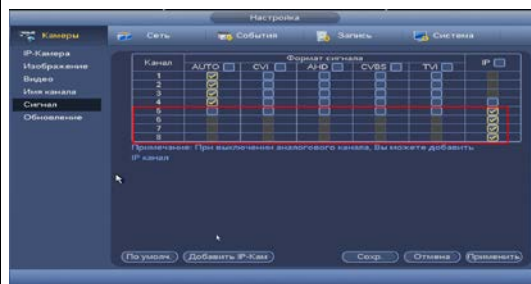 Настройка
Камеры Сеть События Запись Система
IP-Камера
Изображение
Видео
Имя канала
Сигнал
Обновление
Формат сигнала
Канал AUTO CVI AHD CVBS TVI IP
1
2
3
4
5
6
7
8
Примечание: При выключении аналогового канала, Вы можете добавить
IP канал
По умолч. Добавить IP-Кам Сохр. Отмена Применить